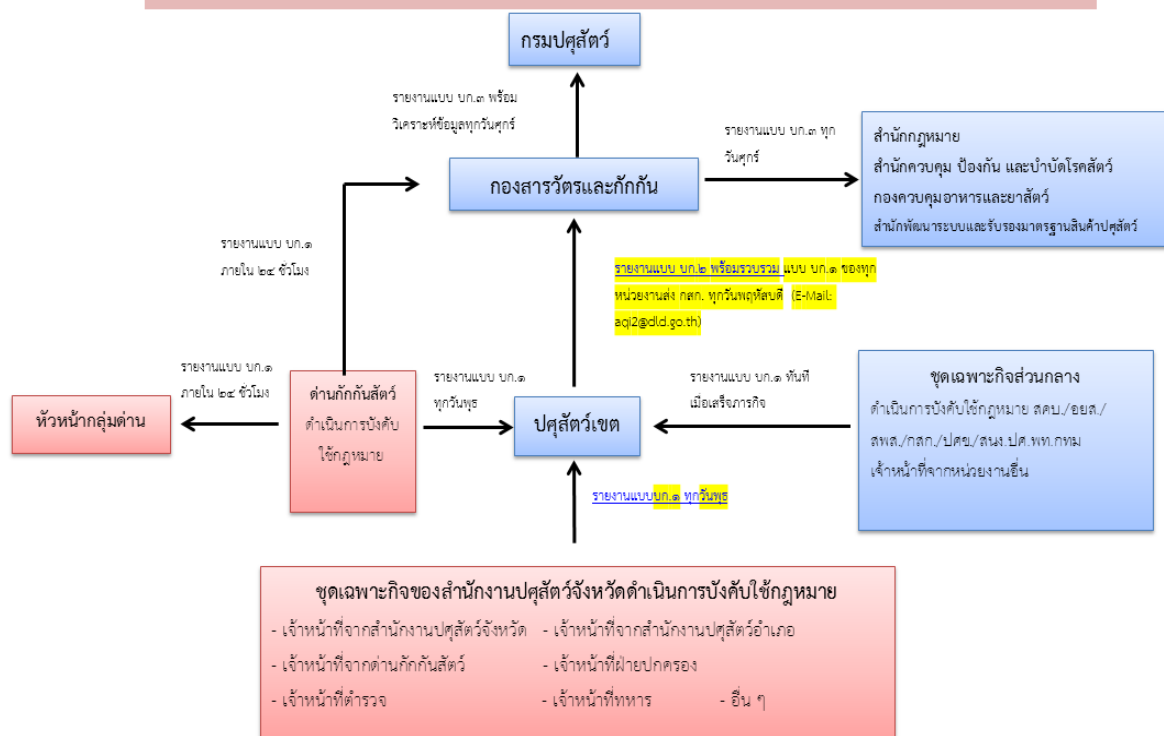 กรมปศุสัตว์
รายงานแบบ บก.๓ พร้อม
วิเคราะห์ข้อมูลทุกวันศุกร์
รายงานแบบ บก.๓ ทุก
วันศุกร์
กองสารวัตรและกักกัน
สำนักกฎหมาย
สำนักควบคุม ป้องกัน และบำบัดโรคสัตว์
กองควบคุมอาหารและยาสัตว์
สำนักพัฒนาระบบและรับรองมาตรฐานสินค้าปศุสัตว์
รายงานแบบ บก.๑
ภายใน ๒๔ ชั่วโมง
รายงานแบบ บก.๒ พร้อมรวบรวม แบบ บก.๑ ของทุก
หน่วยงานส่ง กสก. ทุกวันพฤหัสบดี (E-Mail:
aqi2@dld.go.th)
รายงานแบบ บก.๑
ภายใน ๒๔ ชั่วโมง
หัวหน้ากลุ่มด่าน
ด่านกักกันสัตว์
ดำเนินการบังคับ
ใช้กฎหมาย
รายงานแบบ บก.๑
ทุกวันพุธ
ปศุสัตว์เขต
รายงานแบบ บก.๑ ทันที
เมื่อเสร็จภารกิจ
ชุดเฉพาะกิจส่วนกลาง
ดำเนินการบังคับใช้กฎหมาย สคบ./อยส./
สพส./กสก./ปศข./สนง.ปศ.พท.กทม
เจ้าหน้าที่จากหน่วยงานอื่น
รายงานแบบบก.๑ ทุกวันพุธ
ชุดเฉพาะกิจของสำนักงานปศุสัตว์จังหวัดดำเนินการบังคับใช้กฎหมาย
- เจ้าหน้าที่จากสำนักงานปศุสัตว์จังหวัด - เจ้าหน้าที่จากสำนักงานปศุสัตว์อำเภอ
- เจ้าหน้าที่จากด่านกักกันสัตว์ - เจ้าหน้าที่ฝ่ายปกครอง
- เจ้าหน้าที่ตำรวจ - เจ้าหน้าที่ทหาร - อื่น ๆ